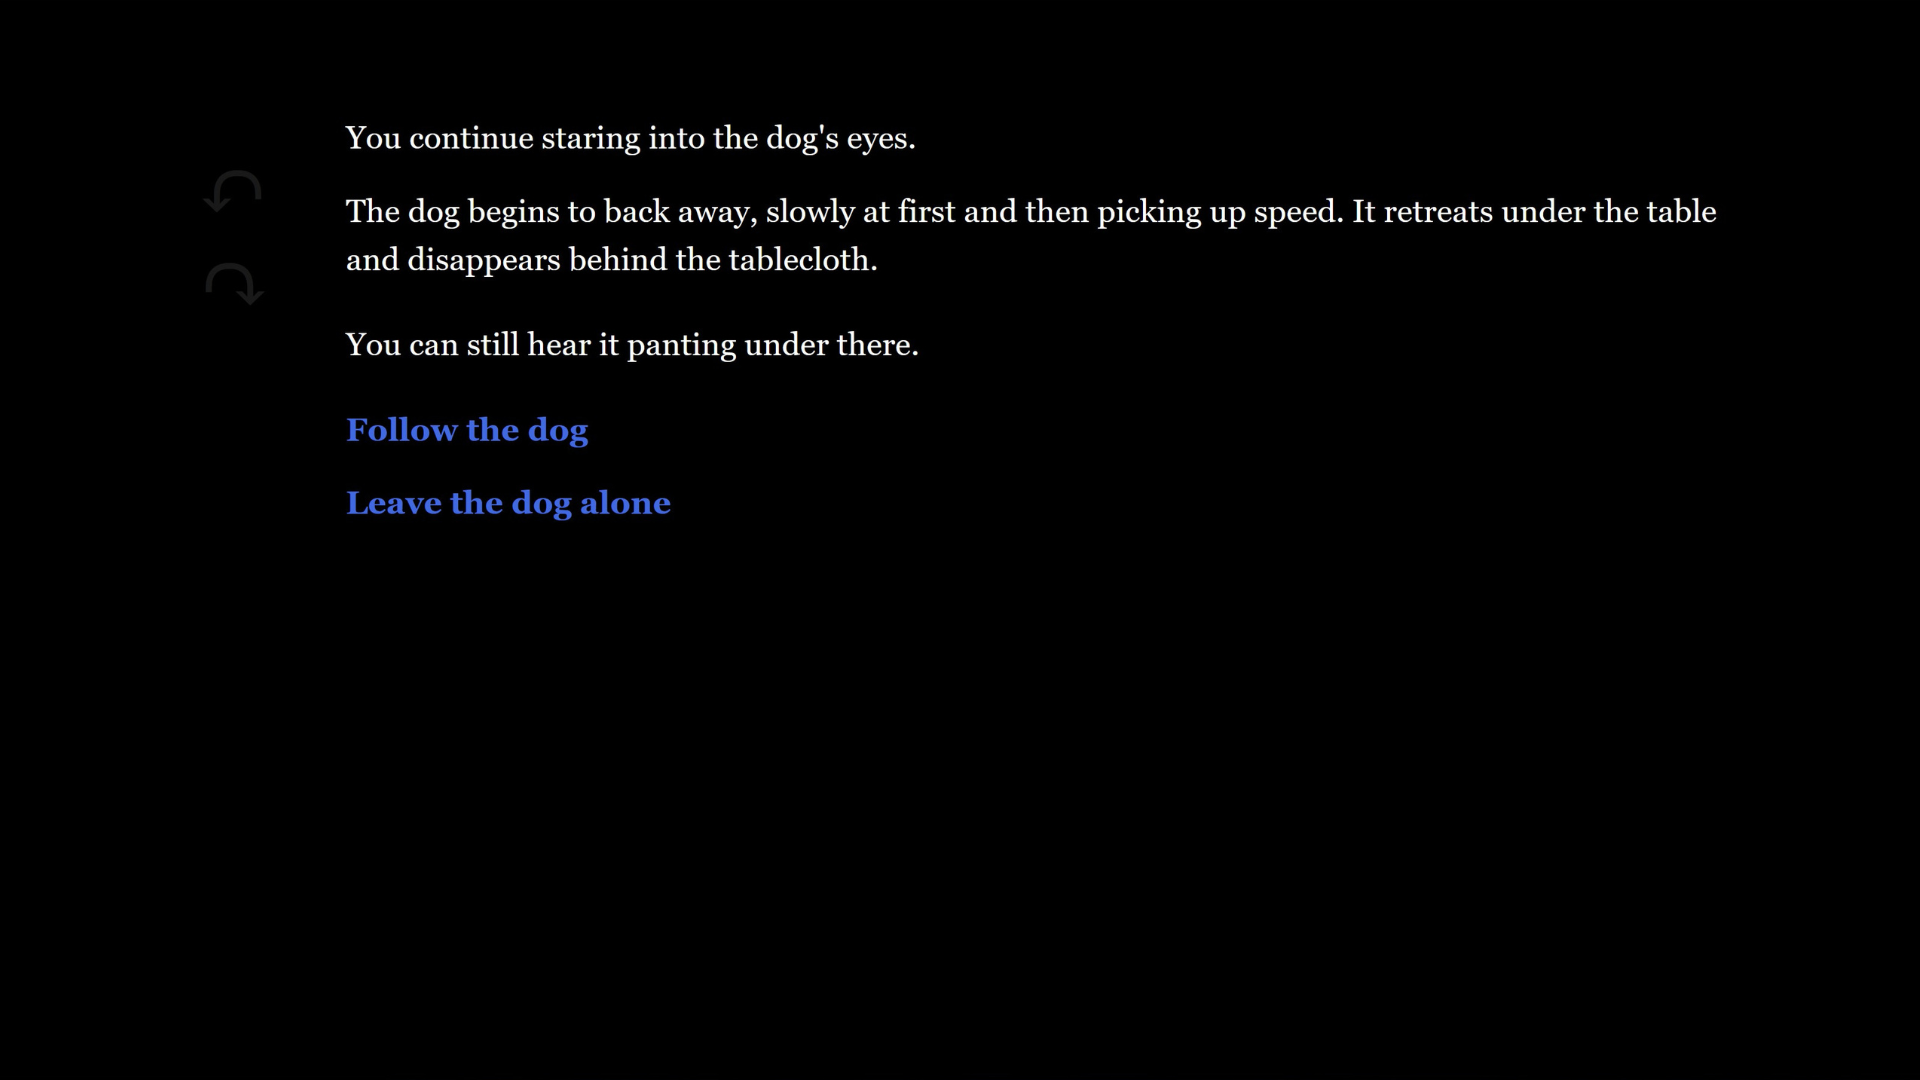 You continue staring into the dog's eyes.
The dog begins to back away, slowly at first and then picking up speed. It retreats under the table
and disappears behind the tablecloth.
You can still hear it panting under there.
Follow the dog
Leave the dog alone